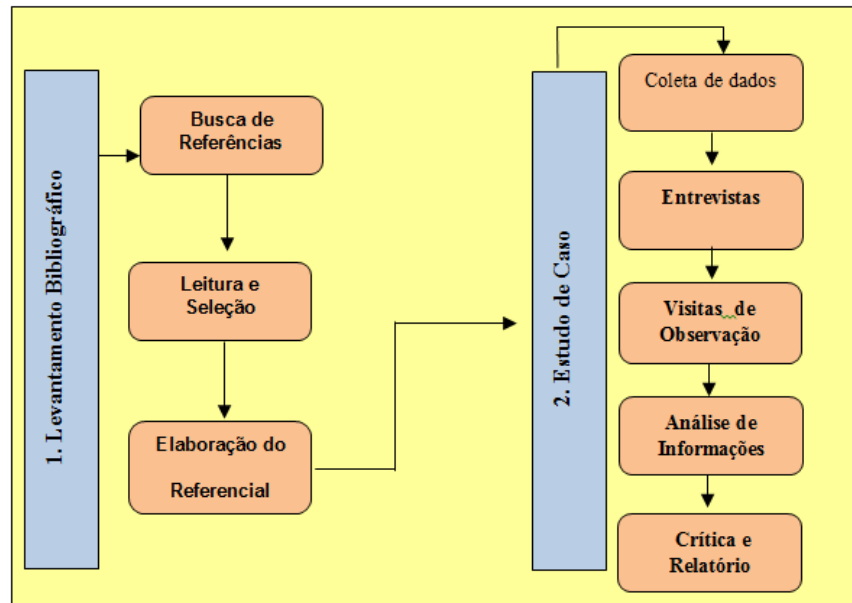 1. Levantamento Bibliográfico
Busca de
Referências
Leitura e
Seleção
Elaboração do
Referencial
2. Estudo de Caso
Coleta de dados
Entrevistas
Visitas de
Observação
Análise de
Informações
Crítica e
Relatório